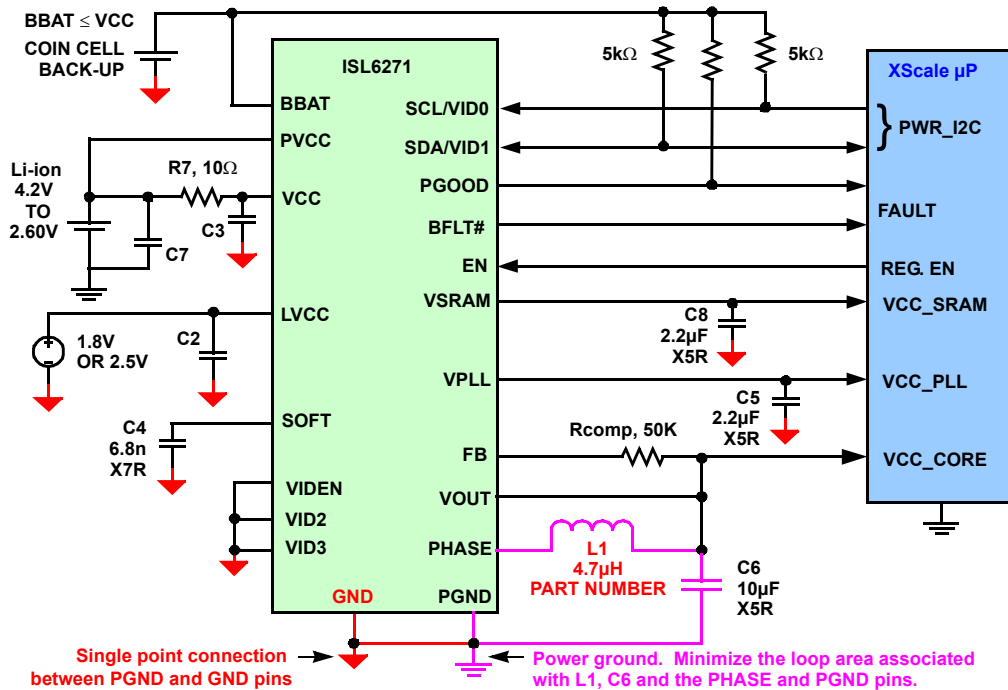 BBAT ≤ VCC
COIN CELL
BACK-UP
ISL6271
5kΩ
5kΩ
XScale µP
BBAT
SCL/VID0
PWR_I2C
}
PVCC
SDA/VID1
Li-ion
4.2V
TO
2.60V
R7, 10Ω
VCC
PGOOD
C3
C7
BFLT#
FAULT
EN
REG. EN
VSRAM
VCC_SRAM
LVCC
C8
2.2µF
X5R
+
−
1.8V
OR 2.5V
C2
VPLL
VCC_PLL
C5
2.2µF
X5R
SOFT
C4
6.8n
X7R
Rcomp, 50K
FB
VCC_CORE
VIDEN
VOUT
VID2
VID3
PHASE
L1
4.7µH
PART NUMBER
C6
10µF
X5R
GND
PGND
Single point connection
between PGND and GND pins
Power ground. Minimize the loop area associated
with L1, C6 and the PHASE and PGND pins.